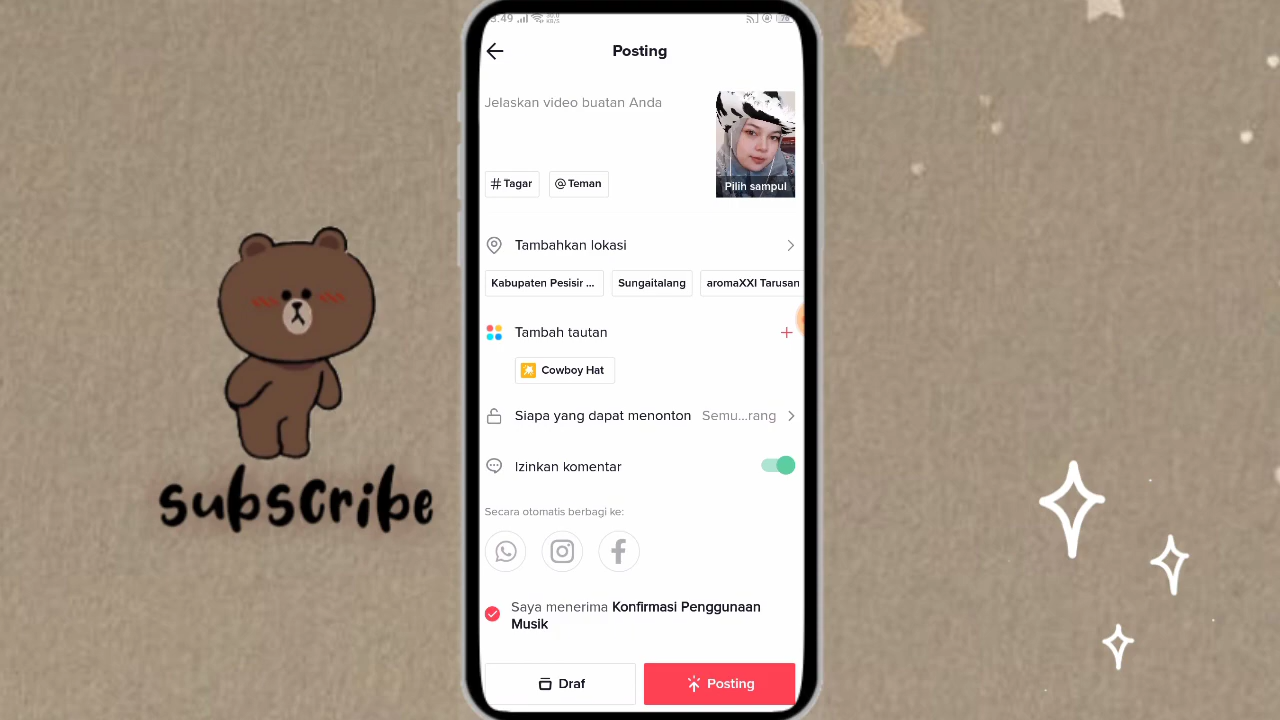 Posting
Jelaskan video buatan Anda
# Tagar
@ Teman
Pilih sampul
Tambahkan lokasi
Kabupaten Pesisir ...
Sungaitalang
aromaXXI Tarusan
Tambah tautan
Cowboy Hat
Siapa yang dapat menonton Semu...rang
Izinkan komentar
subscribe
Secara otomatis berbagi ke:
Saya menerima Konfirmasi Penggunaan
Musik
Draf
Posting